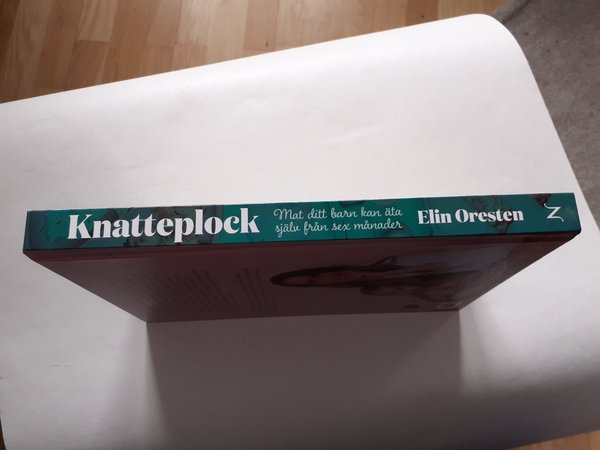 Knatteplock
Mat ditt barn kan äta
själv från sex månader
Elin Oresten